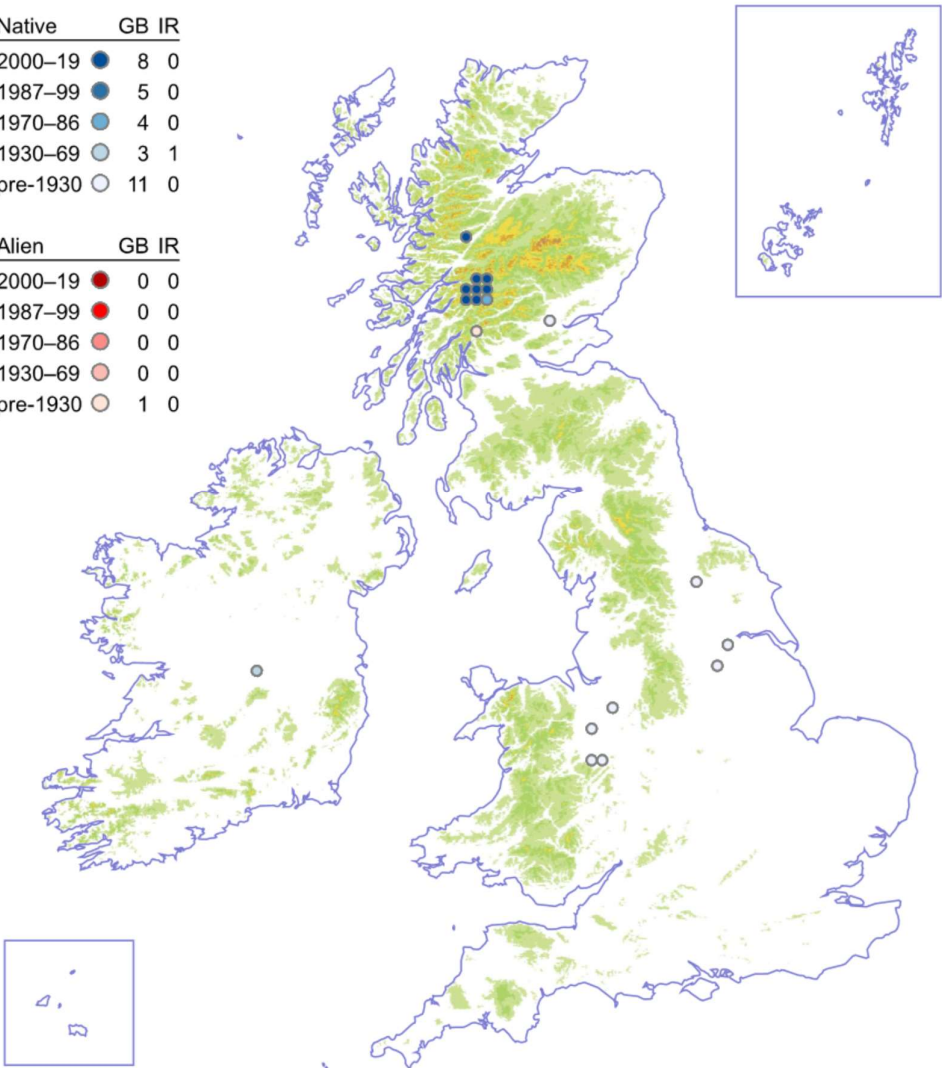 Native GB IR
2000–19 8 0
1987–99 5 0
1970–86 4 0
1930–69 3 1
pre-1930 11 0
Alien GB IR
2000–19 0 0
1987–99 0 0
1970–86 0 0
1930–69 0 0
pre-1930 1 0